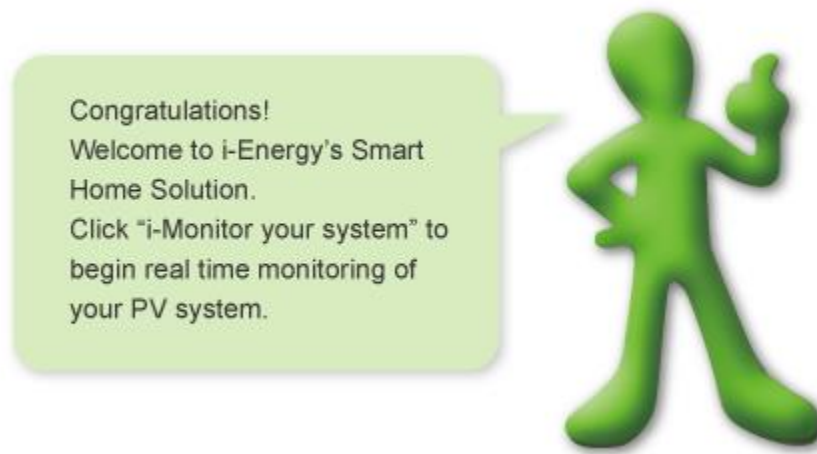 Congratulations!
Welcome to i-Energy's Smart
Home Solution.
Click “i-Monitor your system” to
begin real time monitoring of
your PV system.